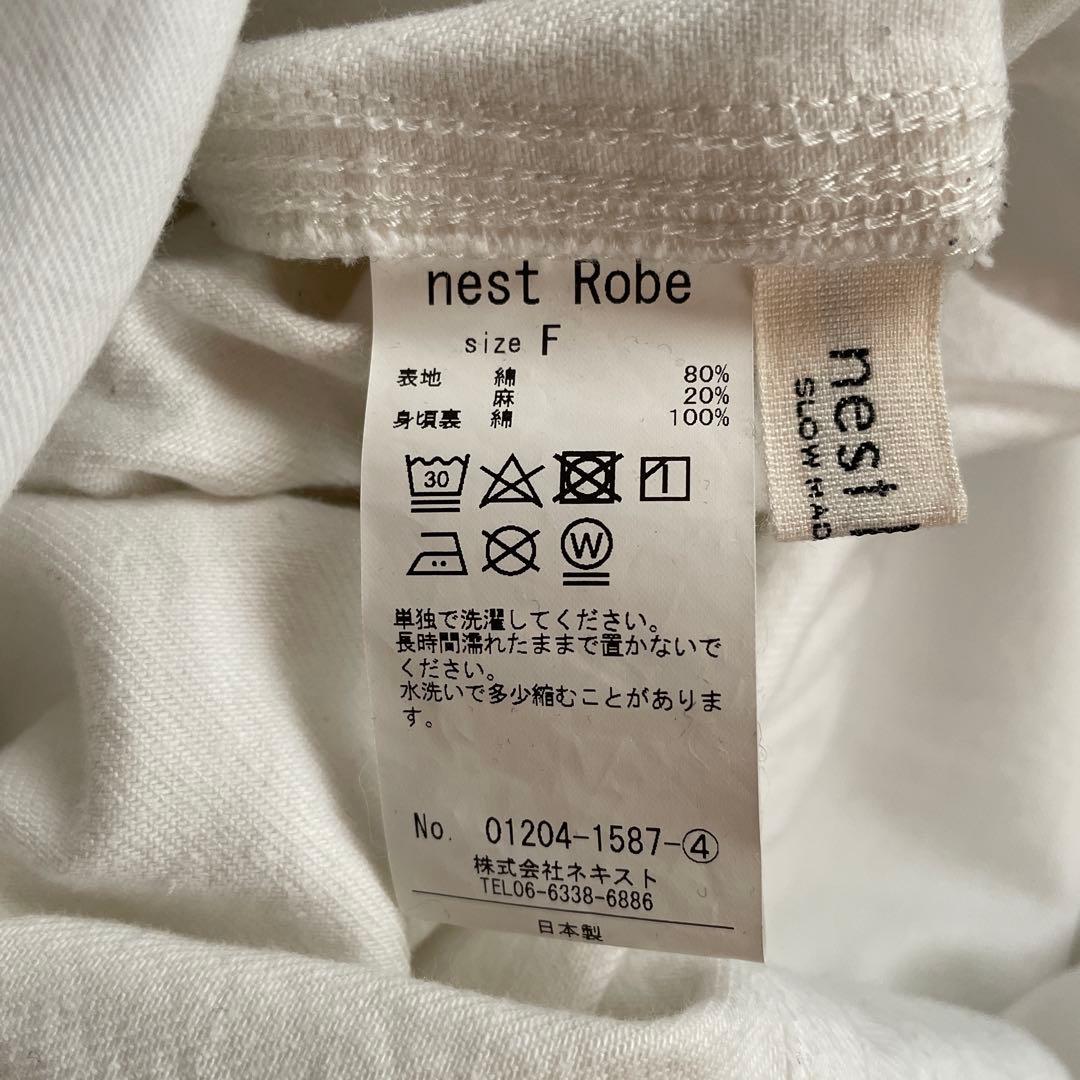 nest Robe
size F
表地 綿 80%
麻 20%
身頃裏 綿 100%
30
1
W
単独で洗濯してください。
長時間濡れたままで置かないで
ください。
水洗いで多少縮むことがありま
す。
No. 01204-1587-④
株式会社ネキスト
TEL06-6338-6886
日本製
nest
SLOW MAD